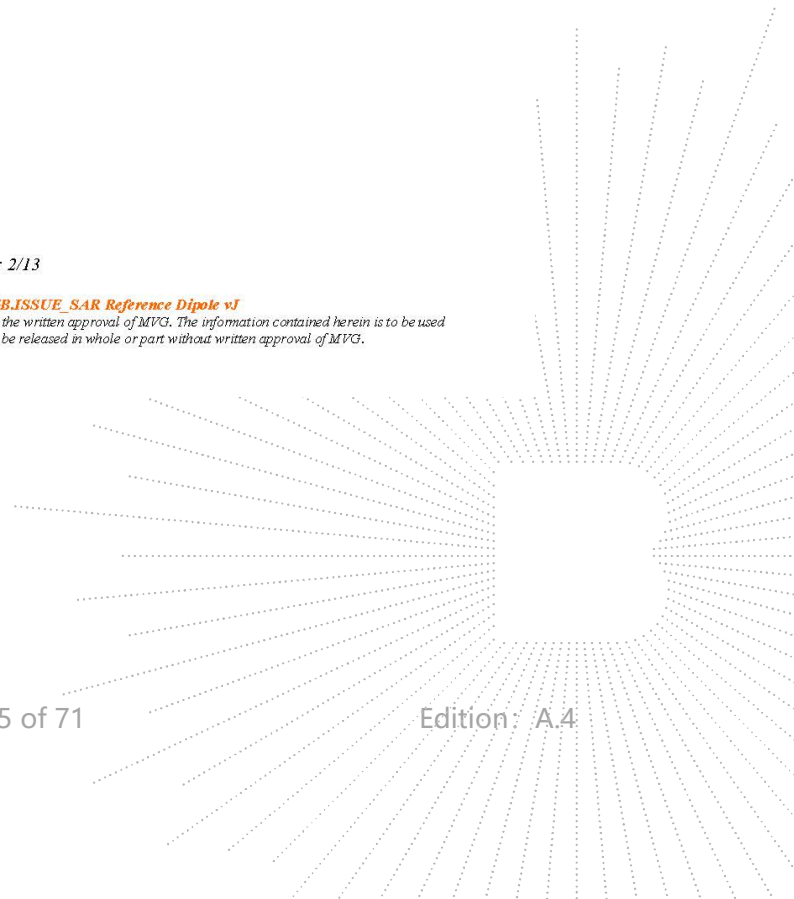 : 2/13
B.ISSUE_SAR Reference Dipole vJ
the written approval of MVG. The information contained herein is to be used
be released in whole or part without written approval of MVG.
5 of 71 Edition： A.4